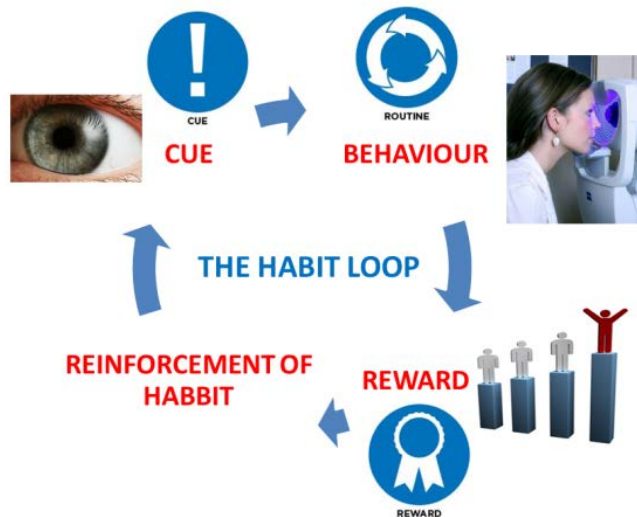 CUE
ROUTINE
CUE
BEHAVIOUR
THE HABIT LOOP
REINFORCEMENT OF
HABBIT
REWARD
REWARD